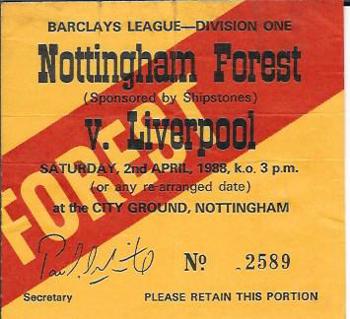 BARCLAYS LEAGUE—DIVISION ONE
Nottingham Forest
(Sponsored by Shipstones)
v. Liverpool
SATURDAY, 2nd APRIL, 1988, k.o. 3 p.m.
(or any re-arranged date)
at the CITY GROUND, NOTTINGHAM
FOREST
Nº 2589
Secretary PLEASE RETAIN THIS PORTION